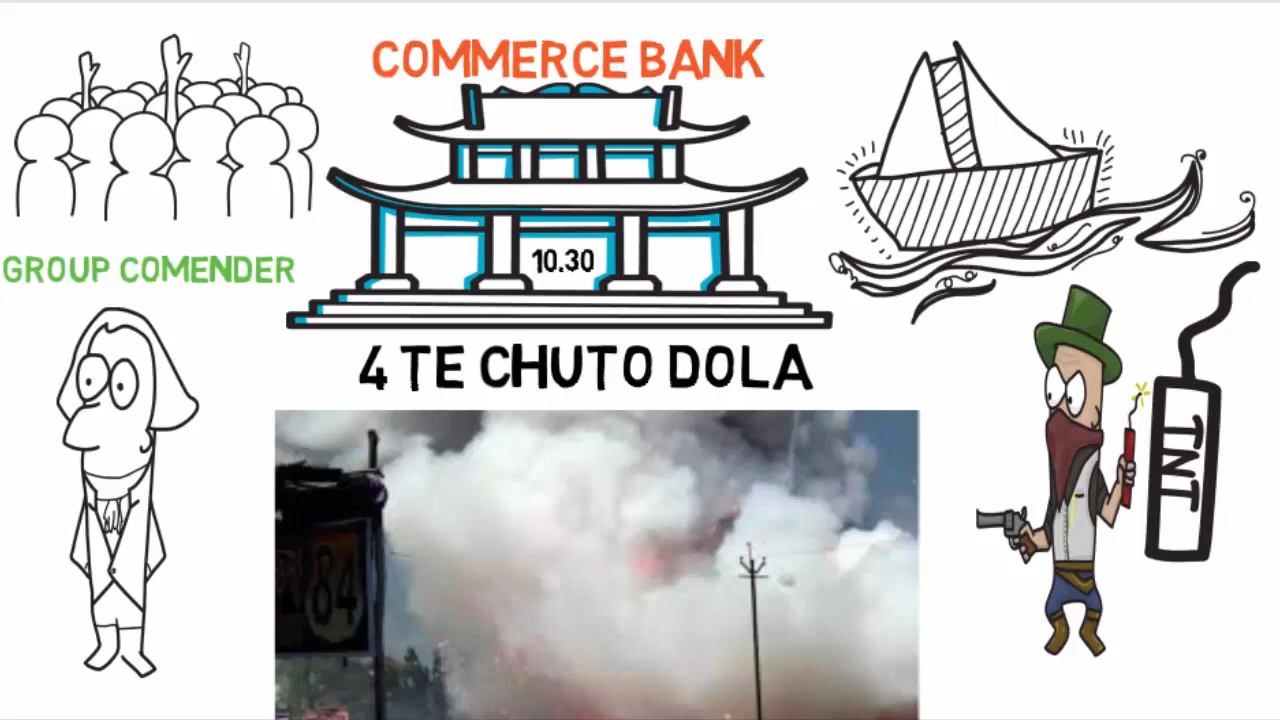 COMMERCE BANK
GROUP COMENDER
10.30
4 TE CHUTO DOLA
TNT
84